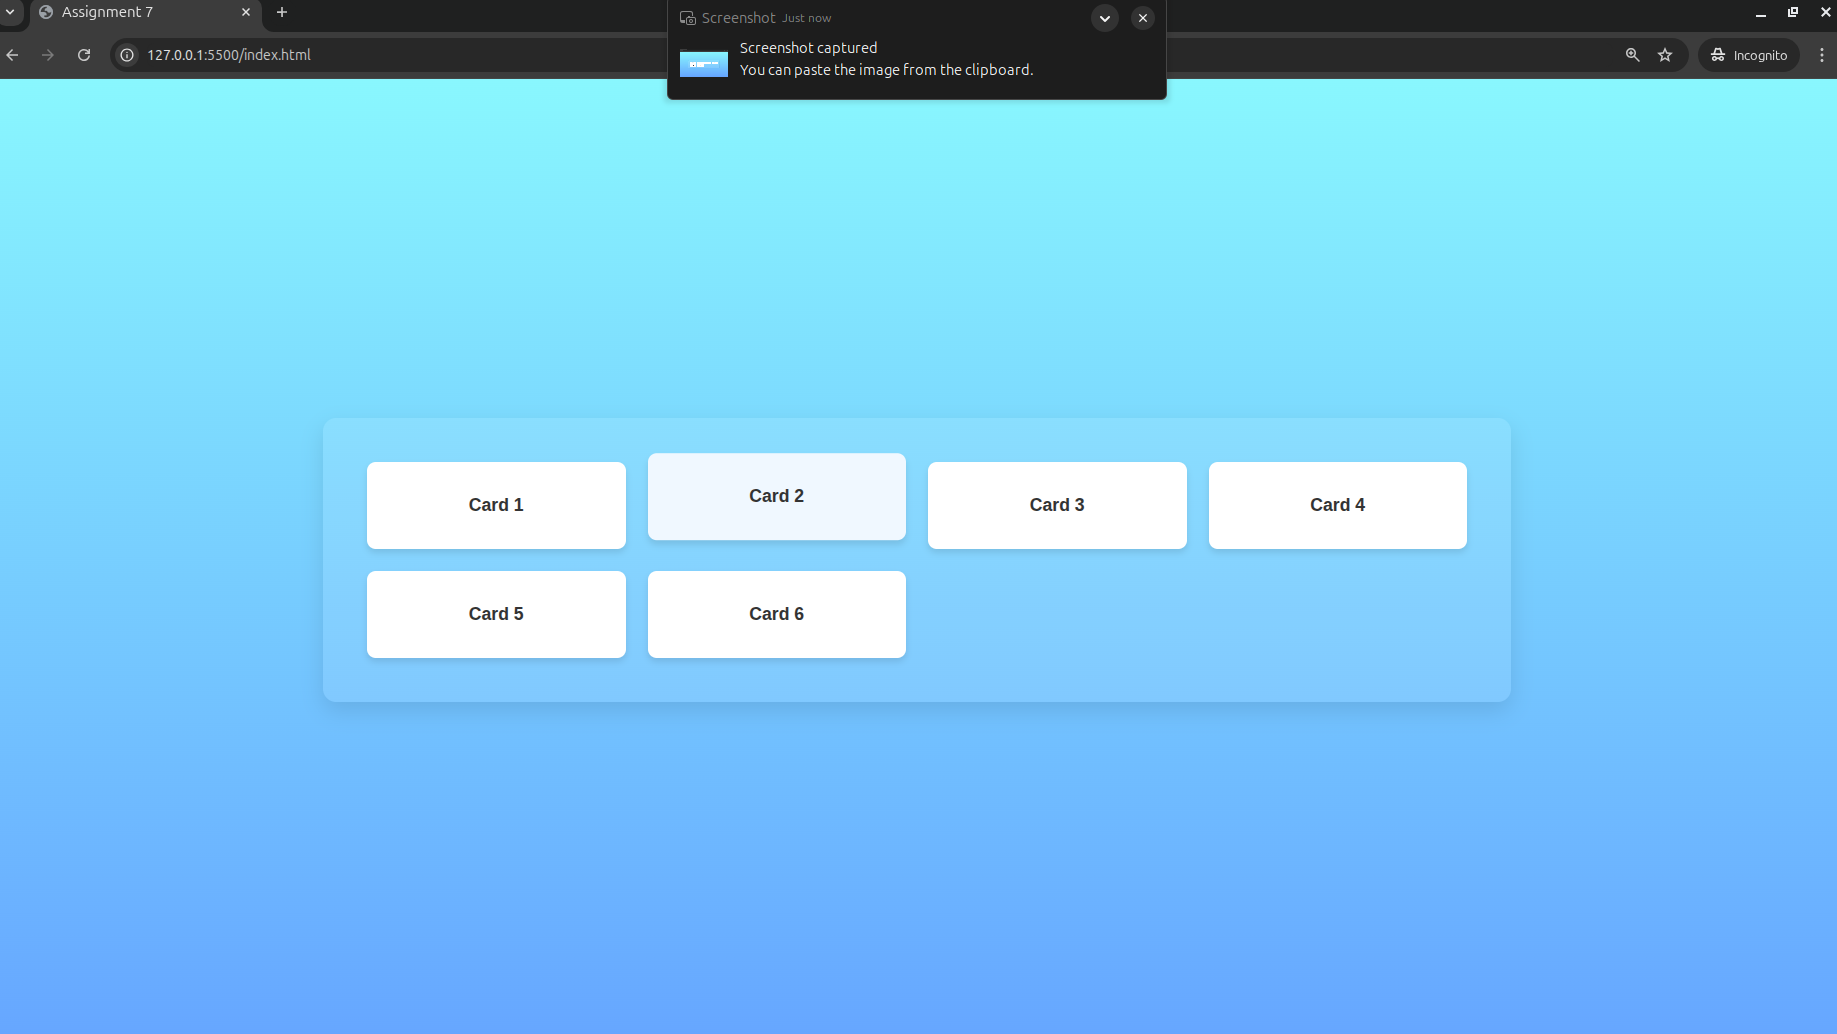 Assignment 7
Screenshot Just now
Screenshot captured
You can paste the image from the clipboard.
127.0.0.1:5500/index.html
Incognito
Card 1
Card 2
Card 3
Card 4
Card 5
Card 6